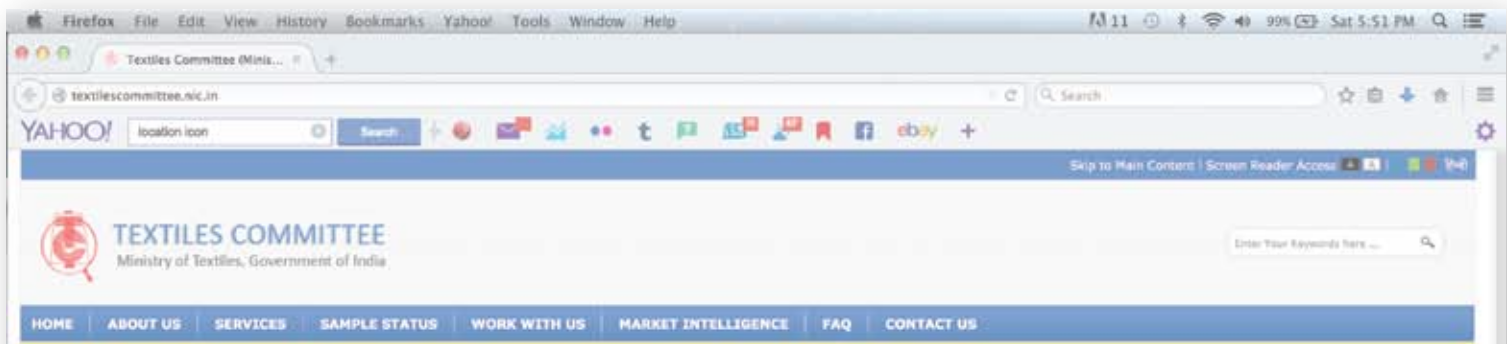 Firefox File Edit View History Bookmarks Yahoo! Tools Window Help 11 99% Sat 5:51 PM
Textiles Committee (Minis...
textilescommittee.nic.in Search
YAHOO! location icon Search t ebay
Skip to Main Content | Screen Reader Access A A | हिन्दी
TEXTILES COMMITTEE
Ministry of Textiles, Government of India
Enter Your Keywords here ...
HOME ABOUT US SERVICES SAMPLE STATUS WORK WITH US MARKET INTELLIGENCE FAQ CONTACT US